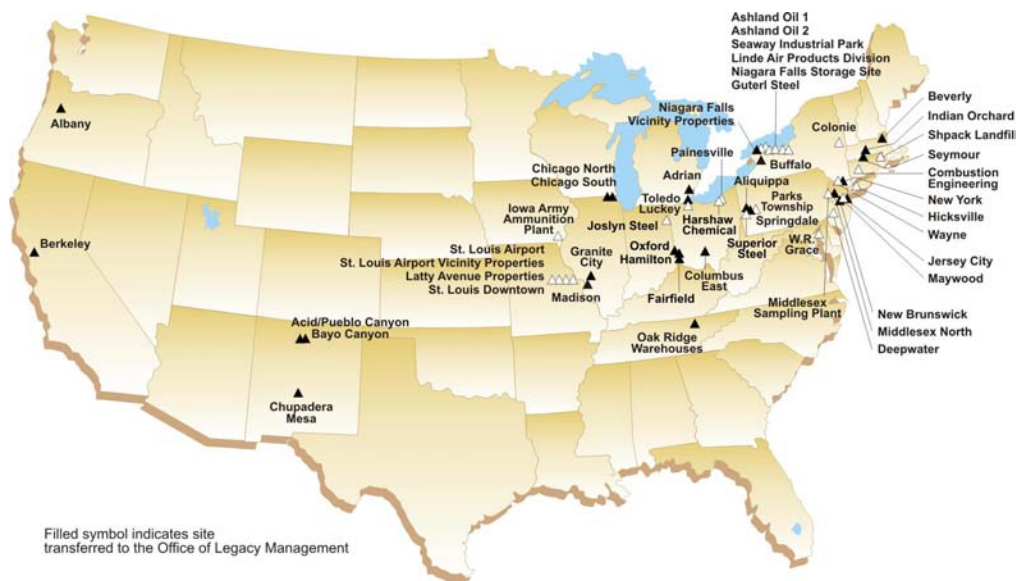 Ashland Oil 1
Ashland Oil 2
Seaway Industrial Park
Linde Air Products Division
Niagara Falls Storage Site
Guterl Steel
Niagara Falls
Vicinity Properties
Colonie
Beverly
Indian Orchard
Shpack Landfill
Seymour
Combustion
Engineering
New York
Hicksville
Wayne
Jersey City
Maywood
New Brunswick
Middlesex North
Deepwater
Albany
Painesville
Buffalo
Chicago North
Chicago South
Adrian
Aliquippa
Toledo
Luckey
Parks
Township
Springdale
Iowa Army
Ammunition
Plant
Joslyn Steel
Harshaw
Chemical
W.R.
Grace
Superior
Steel
Berkeley
St. Louis Airport
St. Louis Airport Vicinity Properties
Latty Avenue Properties
St. Louis Downtown
Granite
City
Madison
Oxford
Hamilton
Fairfield
Columbus
East
Middlesex
Sampling Plant
Acid/Pueblo Canyon
Bayo Canyon
Oak Ridge
Warehouses
Chupadera
Mesa
Filled symbol indicates site
transferred to the Office of Legacy Management